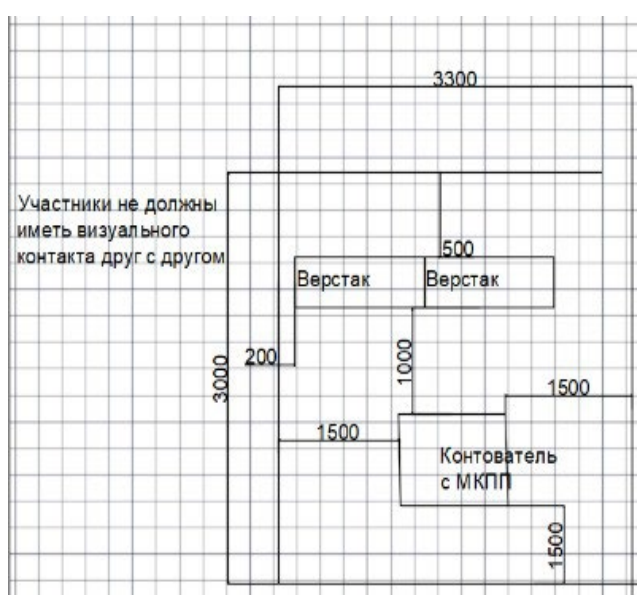 3300
Участники не должны
иметь визуального
контакта друг с другом
500
Верстак
Верстак
200
3000
1000
1500
1500
Контователь
с МКПП
1500